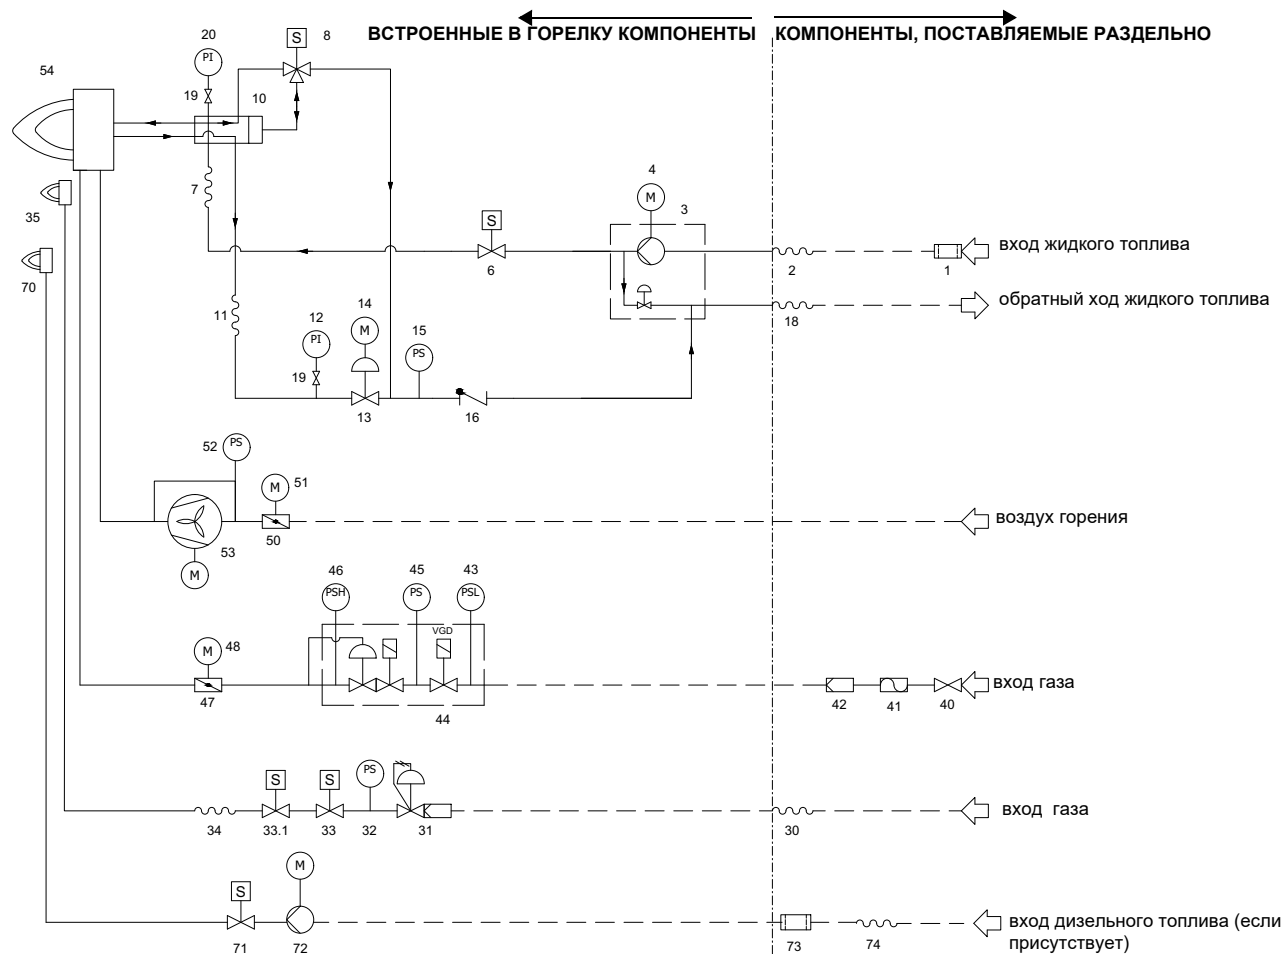 ВСТРОЕННЫЕ В ГОРЕЛКУ КОМПОНЕНТЫ
КОМПОНЕНТЫ, ПОСТАВЛЯЕМЫЕ РАЗДЕЛЬНО
20
S
8
PI
54
19
10
7
4
M
3
35
S
6
2
1
вход жидкого топлива
70
11
12
14
15
18
обратный ход жидкого топлива
PI
M
PS
19
13
16
52
PS
M
51
50
53
M
воздух горения
46
45
43
PSH
PS
PSL
VGD
M
48
47
44
42
41
40
вход газа
S
S
PS
34
33.1
33
32
31
30
вход газа
M
S
71
72
73
74
вход дизельного топлива (если
присутствует)